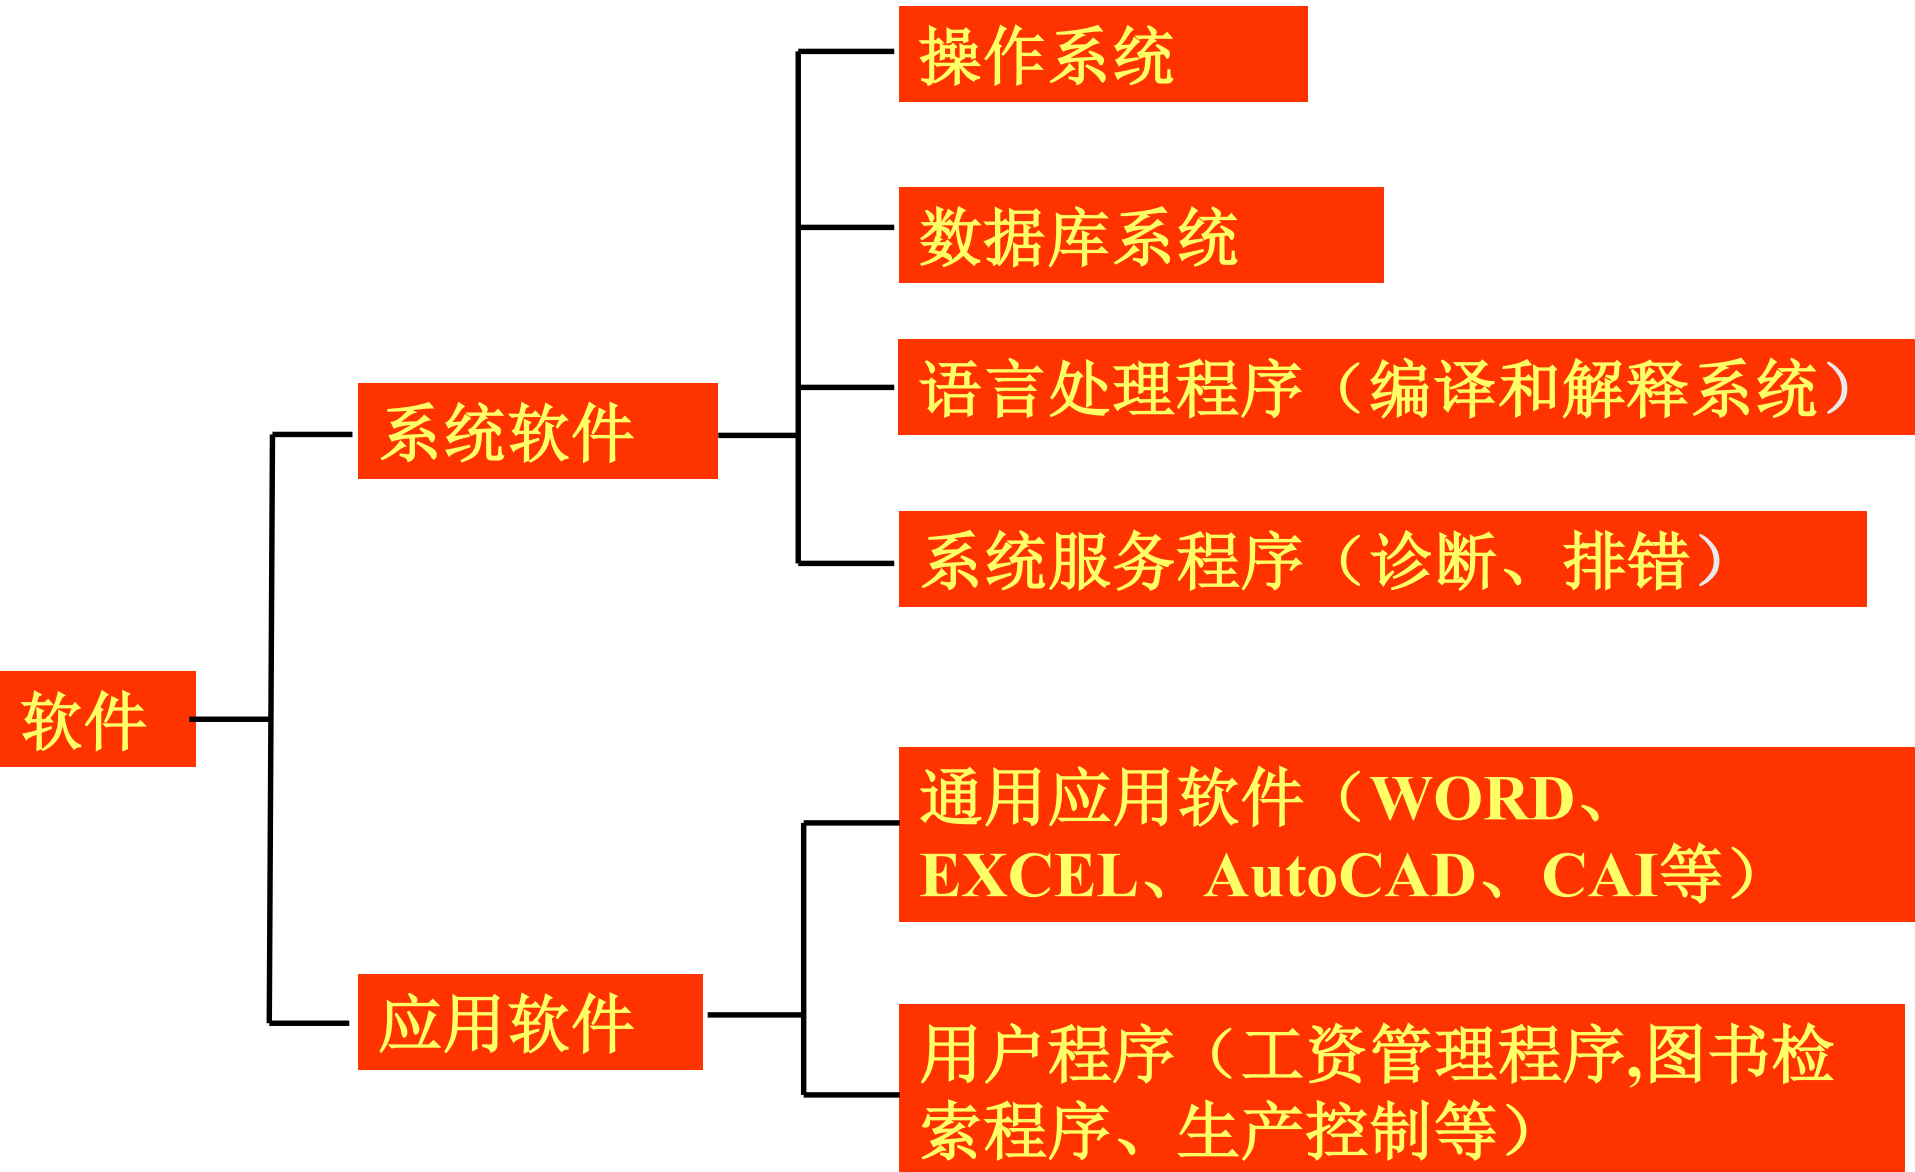 操作系统
数据库系统
语言处理程序（编译和解释系统）
系统软件
系统服务程序（诊断、排错）
软件
通用应用软件（WORD、
EXCEL、AutoCAD、CAI等）
应用软件
用户程序（工资管理程序,图书检
索程序、生产控制等）